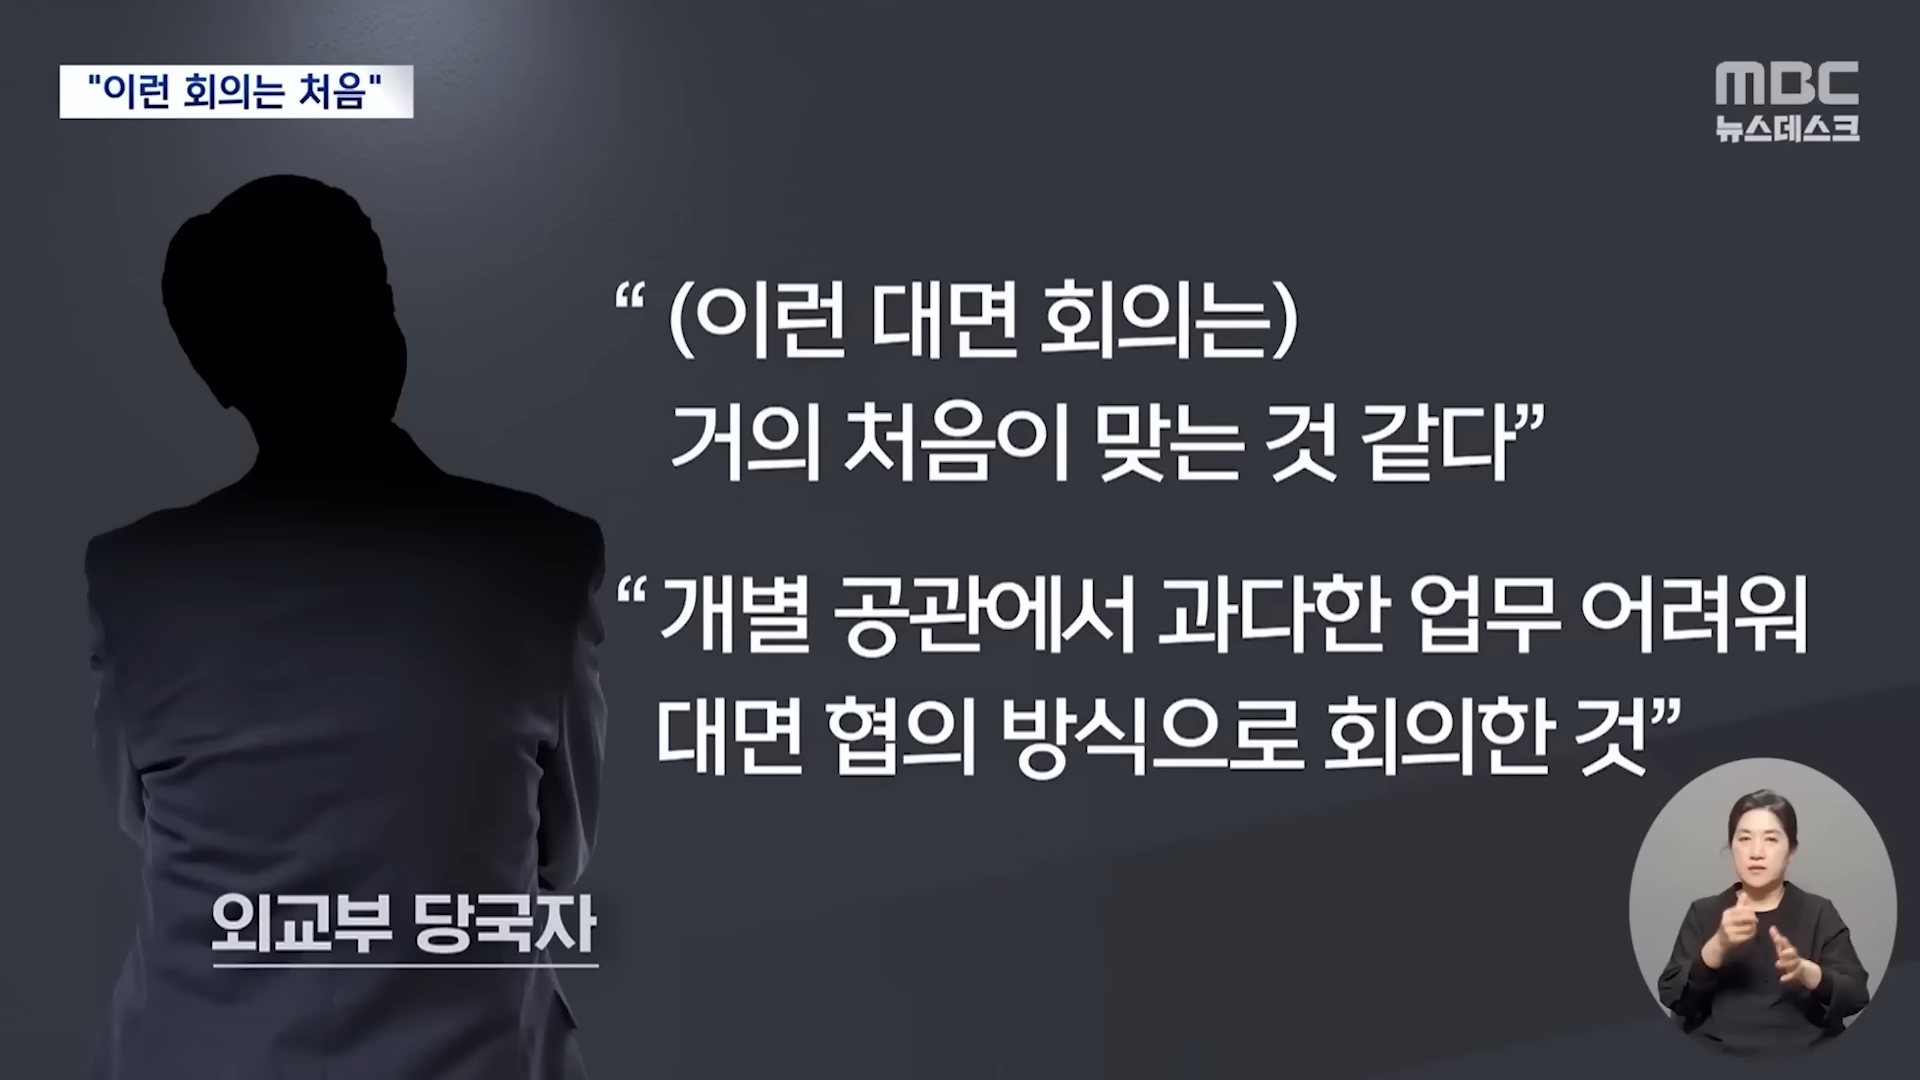 "이런 회의는 처음"
MBC
뉴스데스크
“ (이런 대면 회의는)
거의 처음이 맞는 것 같다”
“ 개별 공관에서 과다한 업무 어려워
대면 협의 방식으로 회의한 것”
외교부 당국자